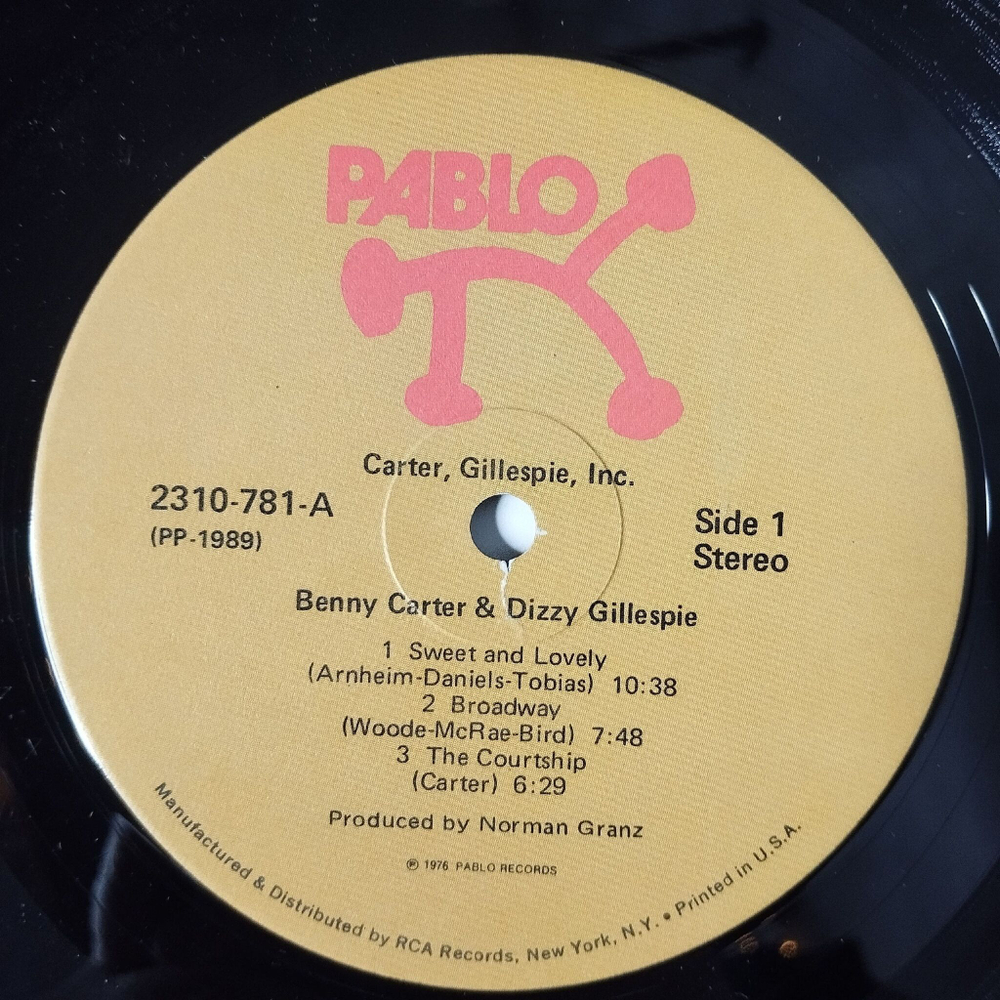 PABLO
Carter, Gillespie, Inc.
2310-781-A
(PP-1989)
Side 1
Stereo
Benny Carter & Dizzy Gillespie
1 Sweet and Lovely
(Arnheim-Daniels-Tobias) 10:38
2 Broadway
(Woode-McRae-Bird) 7:48
3 The Courtship
(Carter) 6:29
Produced by Norman Granz
℗ 1976 PABLO RECORDS
Manufactured & Distributed by RCA Records, New York, N.Y. • Printed in U.S.A.